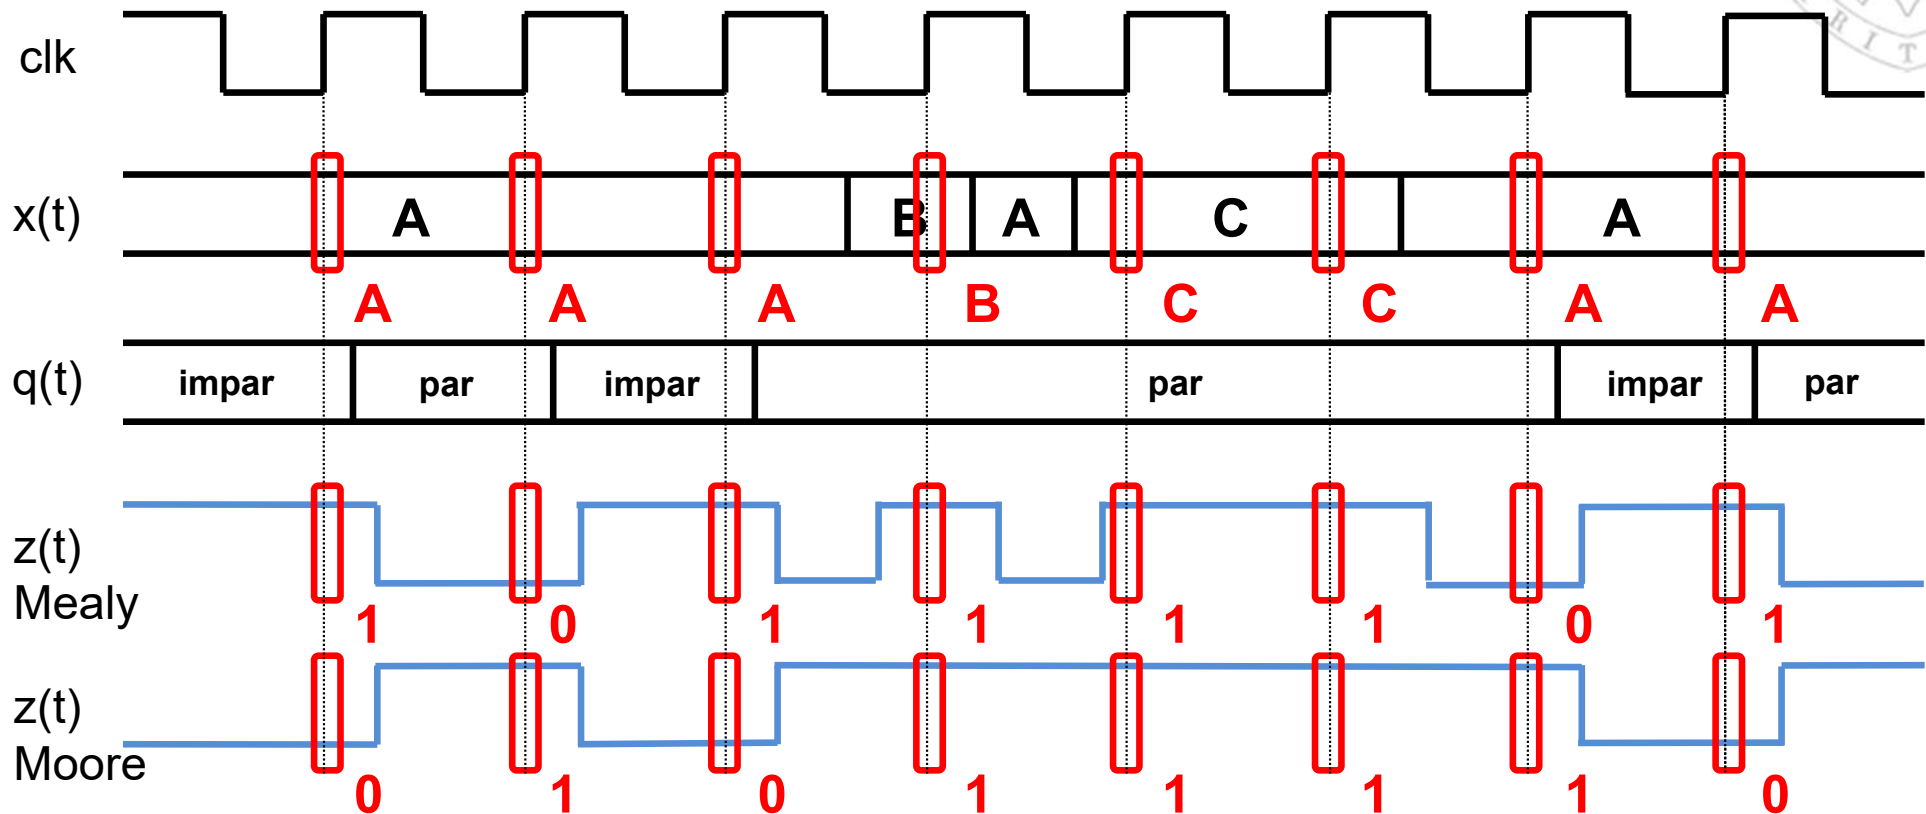 clk
R I T
x(t) A B A C A
A A A B C C A A
q(t) impar par impar par impar par
z(t)
Mealy
1 0 1 1 1 1 0 1
z(t)
Moore
0 1 0 1 1 1 1 0